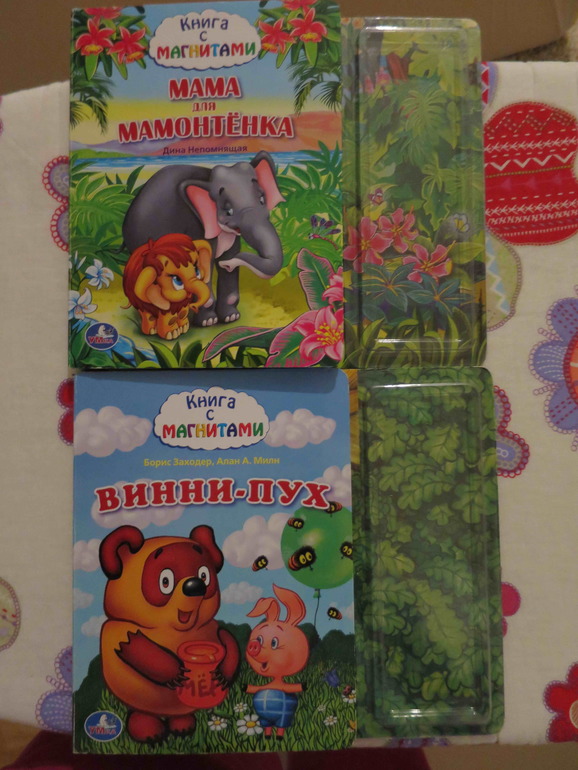 Книга
с
МАГНИТАМИ
МАМА
для
МАМОНТЁНКА
Дина Непомнящая
УМКА
Книга
с
МАГНИТАМИ
Борис Заходер, Алан А. Милн
ВИННИ-ПУХ
МЁД
УМКА